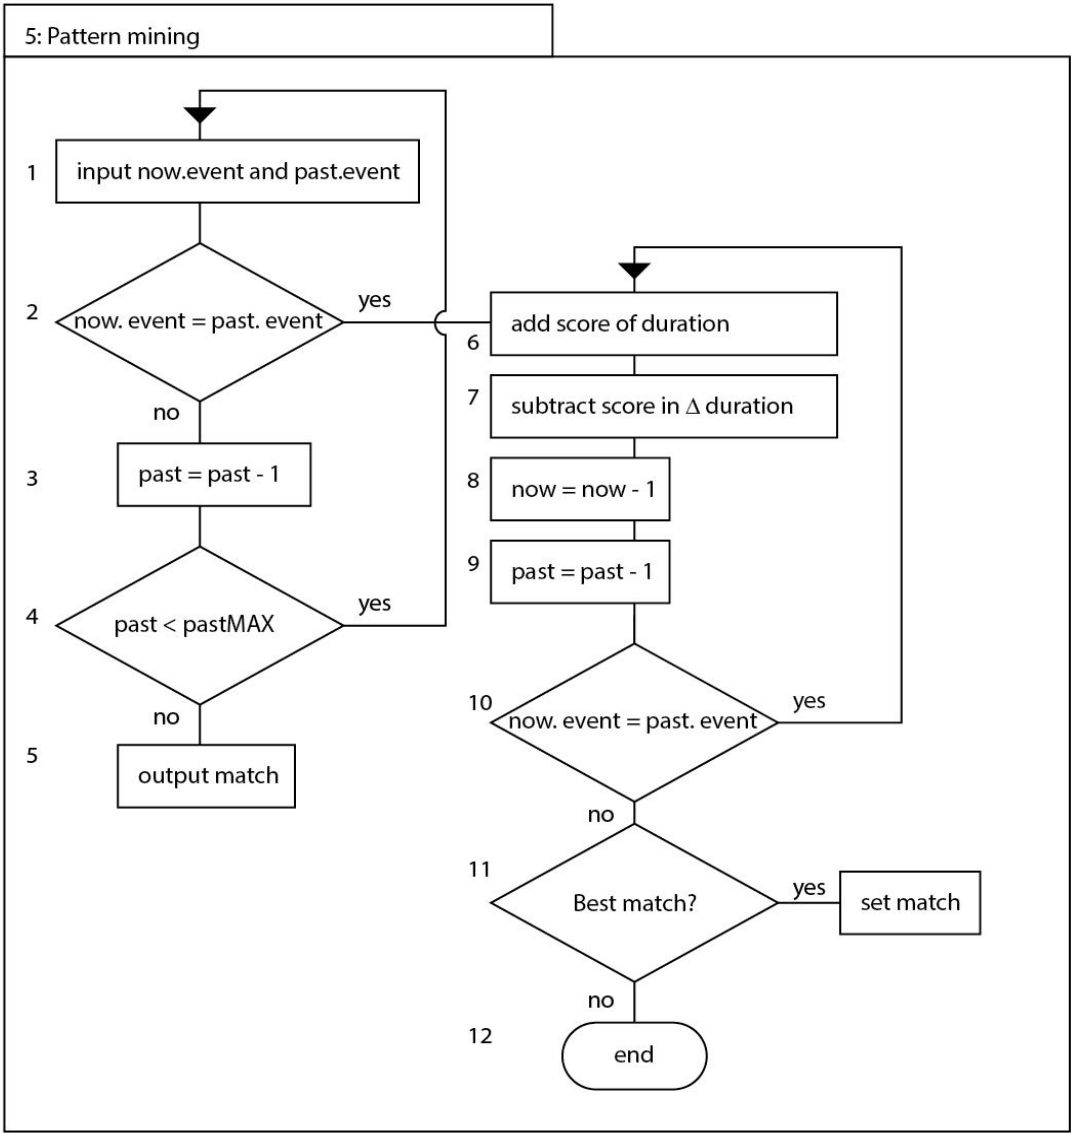 5: Pattern mining
1
input now.event and past.event
2
now. event = past. event
yes
no
3
past = past - 1
4
past < pastMAX
yes
no
5
output match
add score of duration
6
7
subtract score in Δ duration
8
now = now - 1
9
past = past - 1
10
now. event = past. event
yes
no
11
Best match?
yes
set match
no
12
end